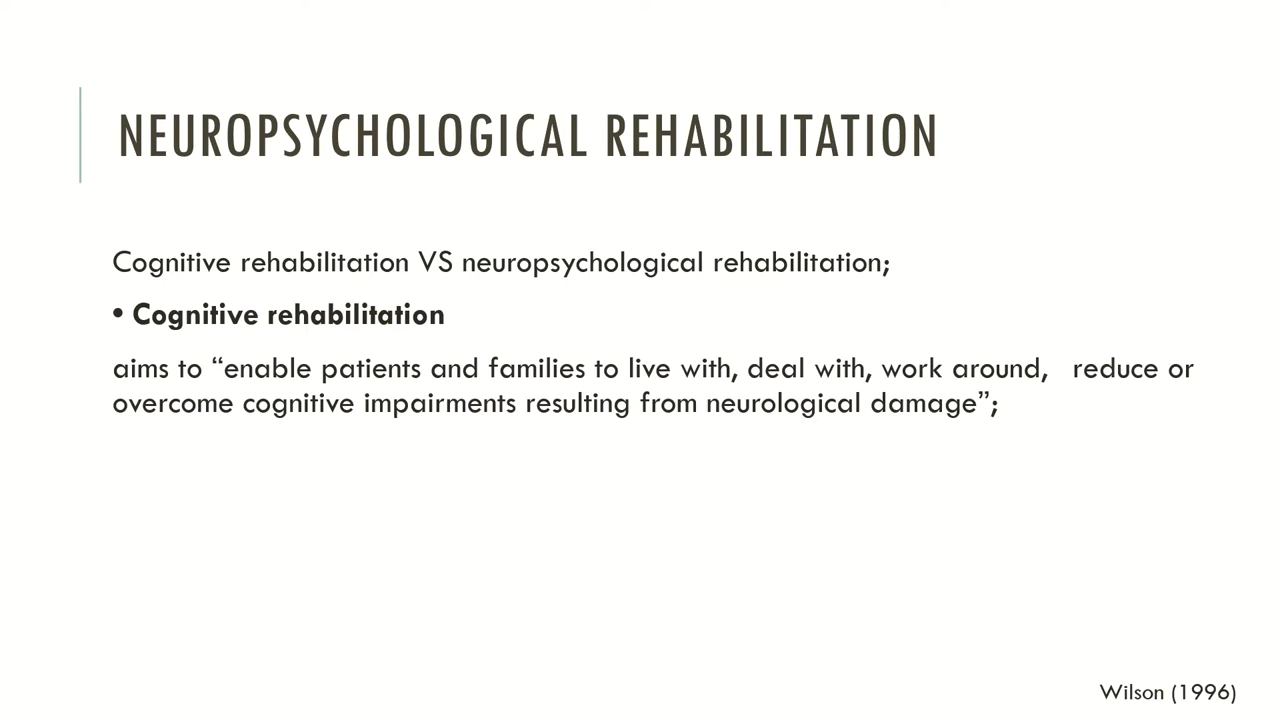 NEUROPSYCHOLOGICAL REHABILITATION
Cognitive rehabilitation VS neuropsychological rehabilitation;
• Cognitive rehabilitation
aims to “enable patients and families to live with, deal with, work around, reduce or
overcome cognitive impairments resulting from neurological damage”;
Wilson (1996)